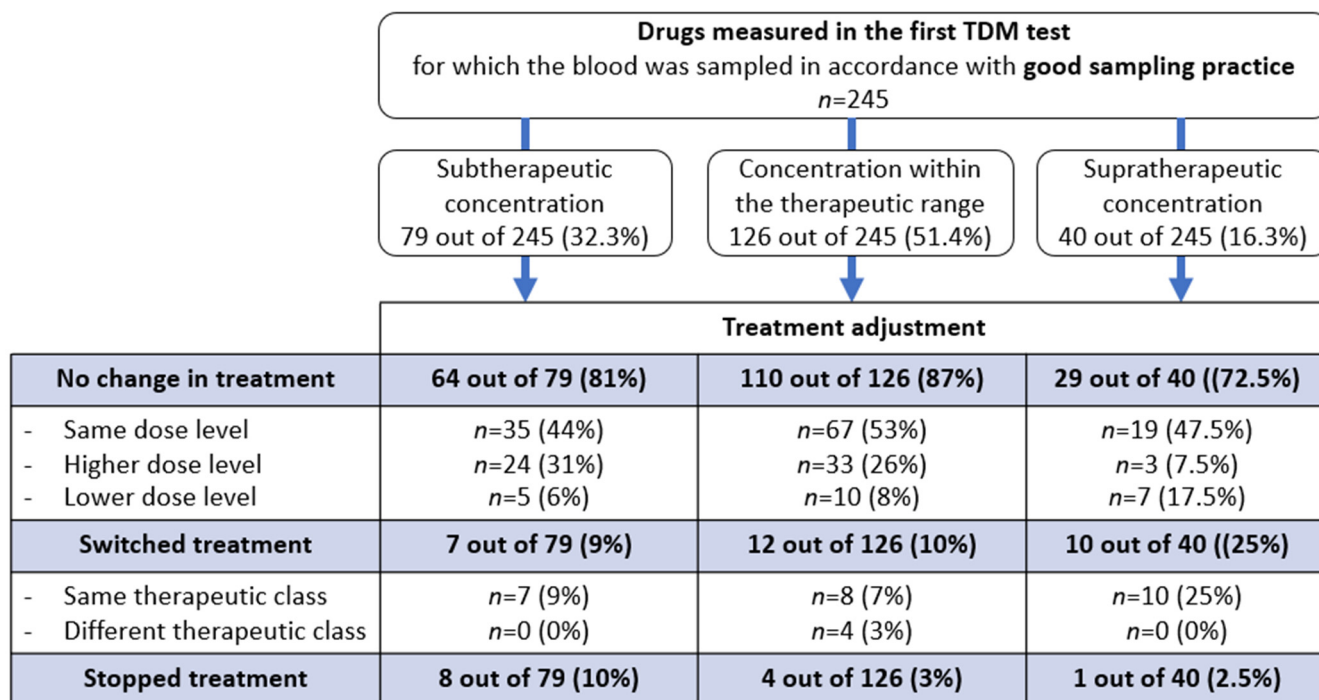 Drugs measured in the first TDM test
for which the blood was sampled in accordance with good sampling practice
n=245
Subtherapeutic
concentration
79 out of 245 (32.3%)
Concentration within
the therapeutic range
126 out of 245 (51.4%)
Supratherapeutic
concentration
40 out of 245 (16.3%)
Treatment adjustment
No change in treatment 64 out of 79 (81%) 110 out of 126 (87%) 29 out of 40 ((72.5%)
- Same dose level n=35 (44%) n=67 (53%) n=19 (47.5%)
- Higher dose level n=24 (31%) n=33 (26%) n=3 (7.5%)
- Lower dose level n=5 (6%) n=10 (8%) n=7 (17.5%)
Switched treatment 7 out of 79 (9%) 12 out of 126 (10%) 10 out of 40 ((25%)
- Same therapeutic class n=7 (9%) n=8 (7%) n=10 (25%)
- Different therapeutic class n=0 (0%) n=4 (3%) n=0 (0%)
Stopped treatment 8 out of 79 (10%) 4 out of 126 (3%) 1 out of 40 (2.5%)